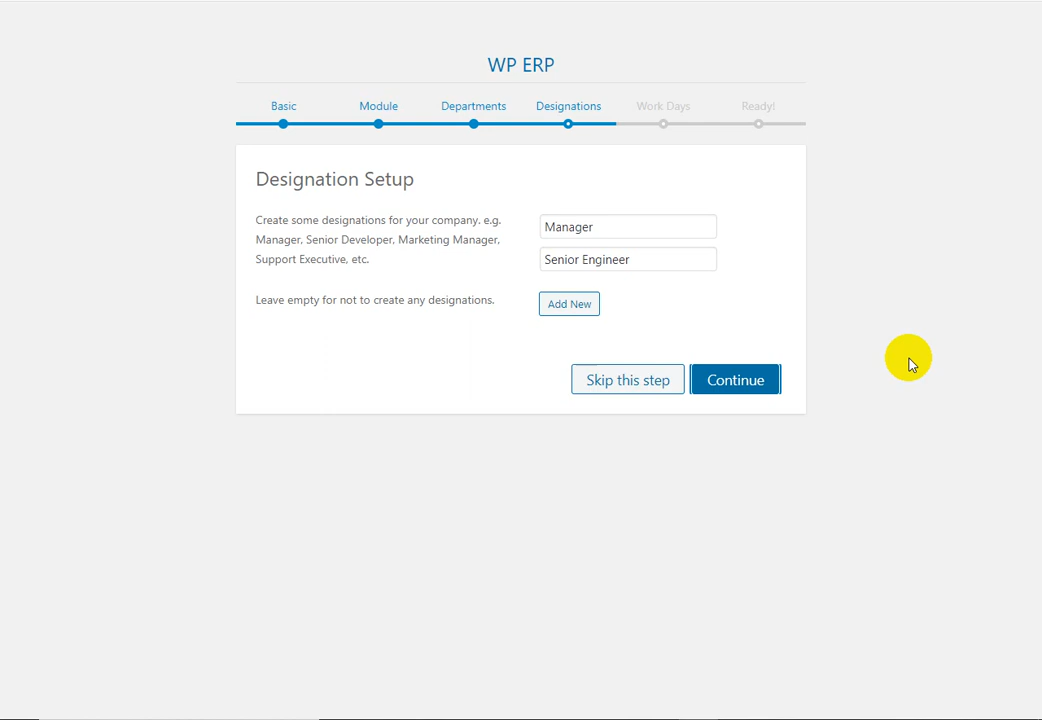 WP ERP
Basic Module Departments Designations Work Days Ready!
Designation Setup
Create some designations for your company. e.g.
Manager, Senior Developer, Marketing Manager,
Support Executive, etc.
Manager
Senior Engineer
Leave empty for not to create any designations.
Add New
Skip this step Continue